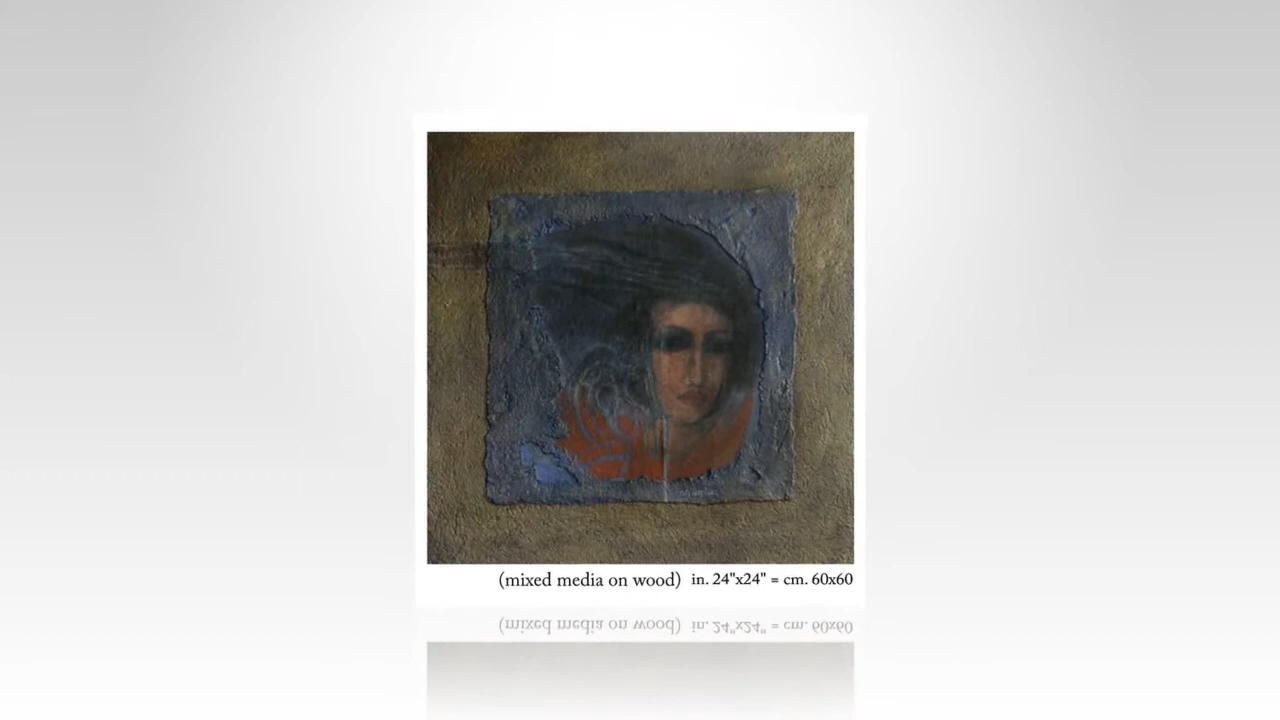 (mixed media on wood) in. 24"x24" = cm. 60x60